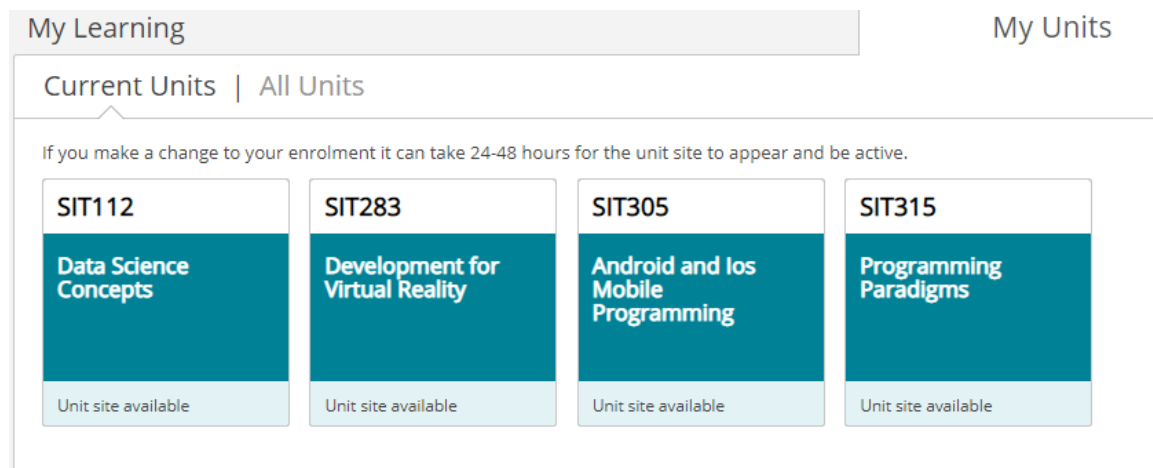 My Learning
My Units
Current Units | All Units
If you make a change to your enrolment it can take 24-48 hours for the unit site to appear and be active.
SIT112
Data Science
Concepts
Unit site available
SIT283
Development for
Virtual Reality
Unit site available
SIT305
Android and Ios
Mobile
Programming
Unit site available
SIT315
Programming
Paradigms
Unit site available